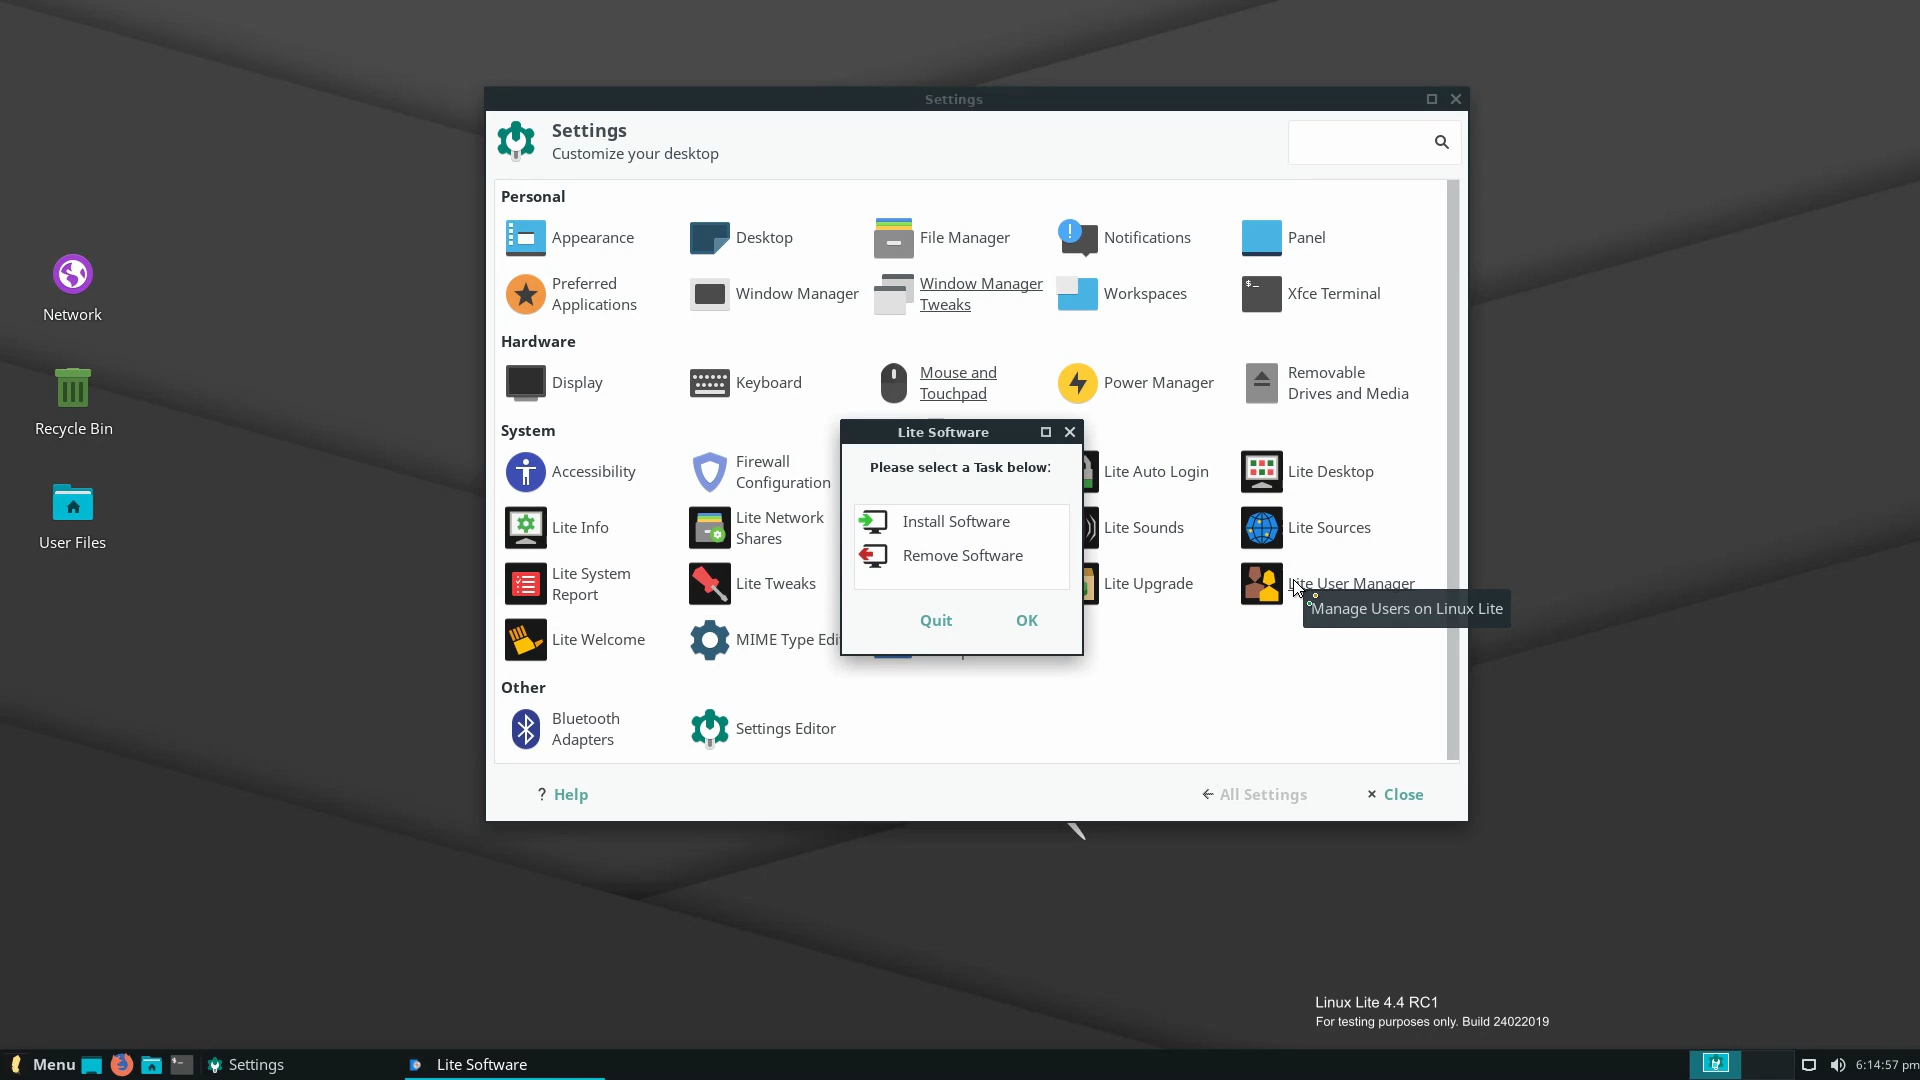 Settings
Settings
Customize your desktop
Personal
Appearance
Desktop
File Manager
Notifications
Panel
Preferred
Applications
Window Manager
Window Manager
Tweaks
Workspaces
Xfce Terminal
Hardware
Display
Keyboard
Mouse and
Touchpad
Power Manager
Removable
Drives and Media
System
Accessibility
Firewall
Configuration
Lite Auto Login
Lite Desktop
Lite Info
Lite Network
Shares
Lite Sounds
Lite Sources
Lite System
Report
Lite Tweaks
Lite Upgrade
Lite User Manager
Manage Users on Linux Lite
Lite Welcome
MIME Type Edi
Lite Software
Please select a Task below:
Install Software
Remove Software
Quit
OK
Other
Bluetooth
Adapters
Settings Editor
? Help
All Settings
Close
Network
Recycle Bin
User Files
Linux Lite 4.4 RC1
For testing purposes only. Build 24022019
Menu
Settings
Lite Software
6:14:57 pm